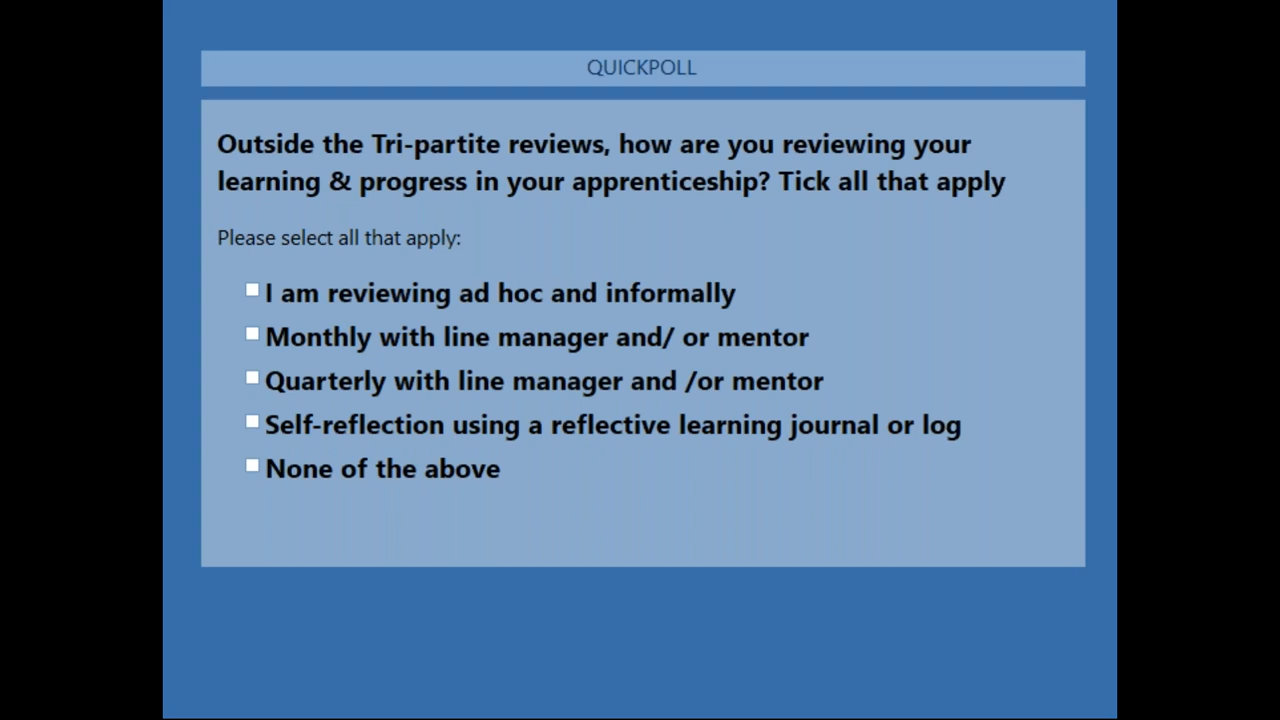 QUICKPOLL
Outside the Tri-partite reviews, how are you reviewing your
learning & progress in your apprenticeship? Tick all that apply
Please select all that apply:
I am reviewing ad hoc and informally
Monthly with line manager and/ or mentor
Quarterly with line manager and /or mentor
Self-reflection using a reflective learning journal or log
None of the above